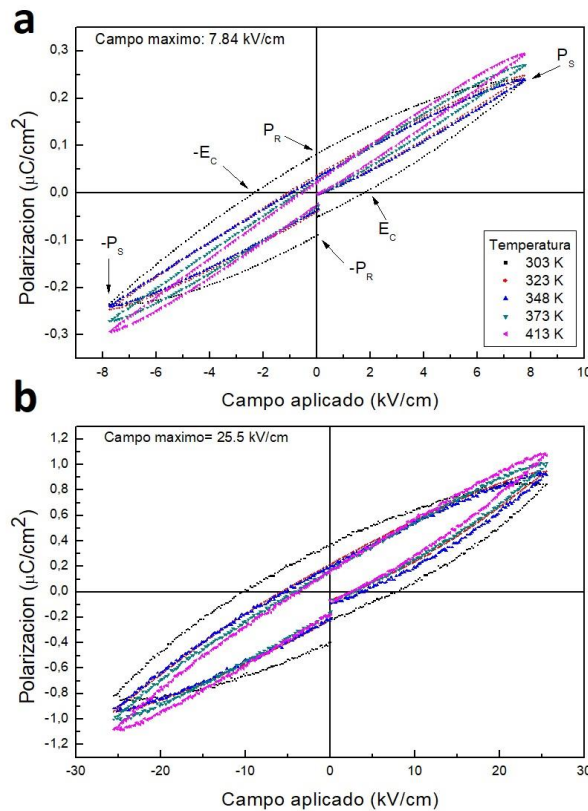 a
Campo maximo: 7.84 kV/cm
Polarizacion (μC/cm²)
0,3
0,2
0,1
0,0
-0,1
-0,2
-0,3
P_S
P_R
-E_C
E_C
-P_S
-P_R
Temperatura
303 K
323 K
348 K
373 K
413 K
-10 -8 -6 -4 -2 0 2 4 6 8 10
Campo aplicado (kV/cm)
b
Campo maximo= 25.5 kV/cm
Polarizacion (μC/cm²)
1,2
1,0
0,8
0,6
0,4
0,2
0,0
-0,2
-0,4
-0,6
-0,8
-1,0
-1,2
-30 -20 -10 0 10 20 30
Campo aplicado (kV/cm)